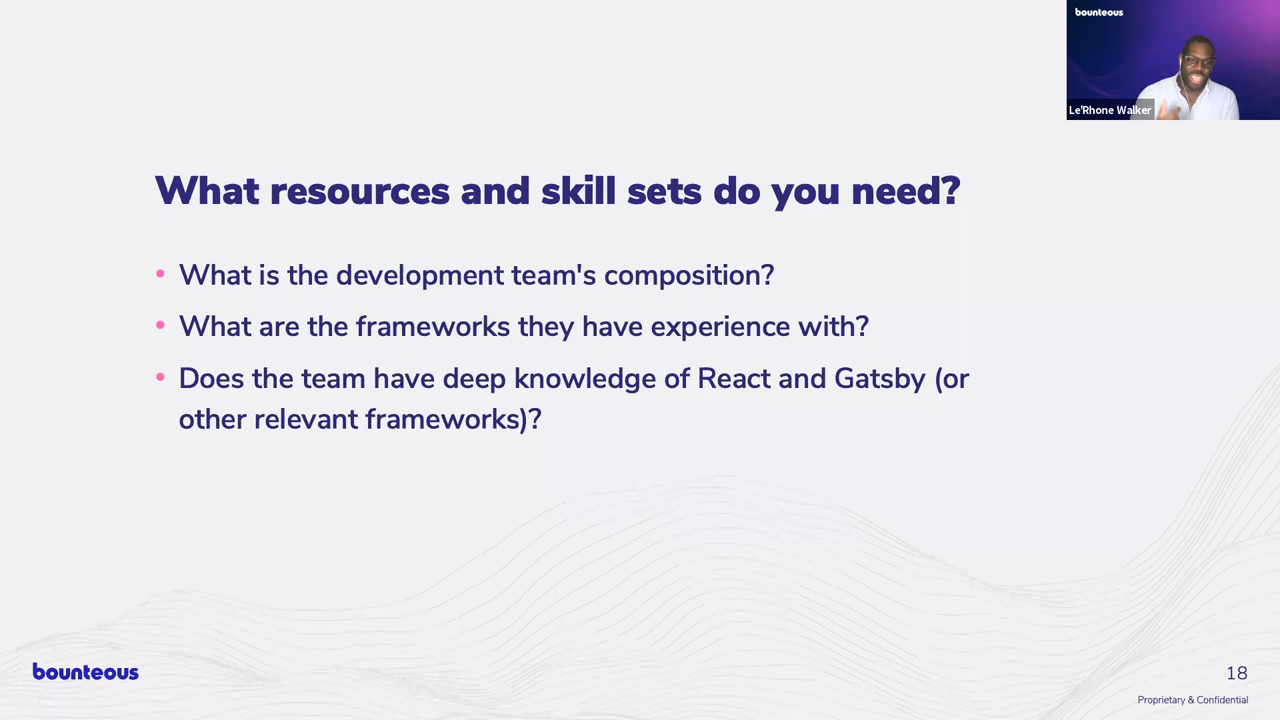 bounteous
Le'Rhone Walker
What resources and skill sets do you need?
• What is the development team's composition?
• What are the frameworks they have experience with?
• Does the team have deep knowledge of React and Gatsby (or
other relevant frameworks)?
bounteous
18
Proprietary & Confidential